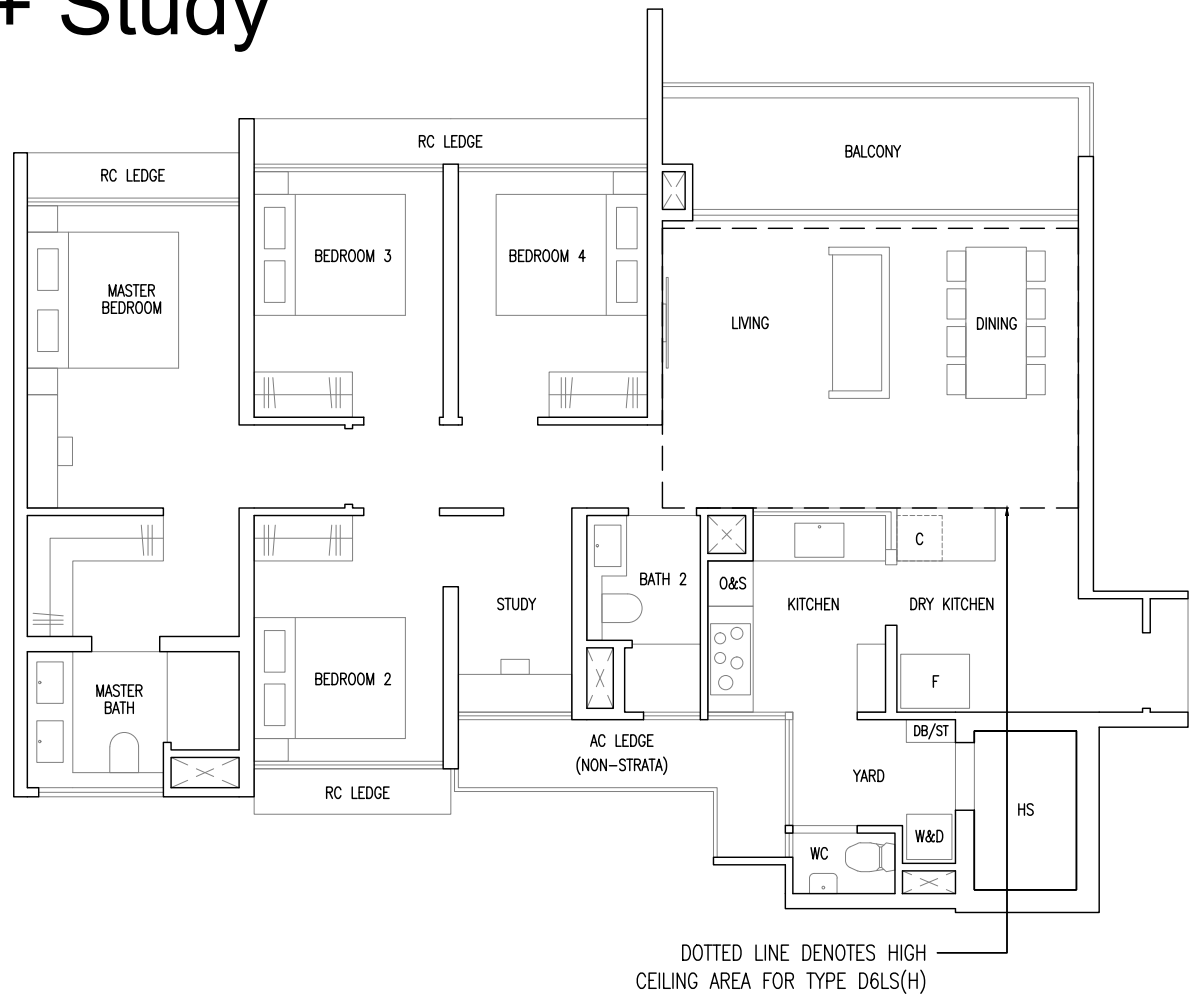 + Study
RC LEDGE
RC LEDGE
BALCONY
MASTER
BEDROOM
BEDROOM 3
BEDROOM 4
LIVING
DINING
C
O&S
BATH 2
STUDY
KITCHEN
DRY KITCHEN
F
MASTER
BATH
BEDROOM 2
DB/ST
AC LEDGE
(NON-STRATA)
YARD
RC LEDGE
HS
W&D
WC
DOTTED LINE DENOTES HIGH
CEILING AREA FOR TYPE D6LS(H)